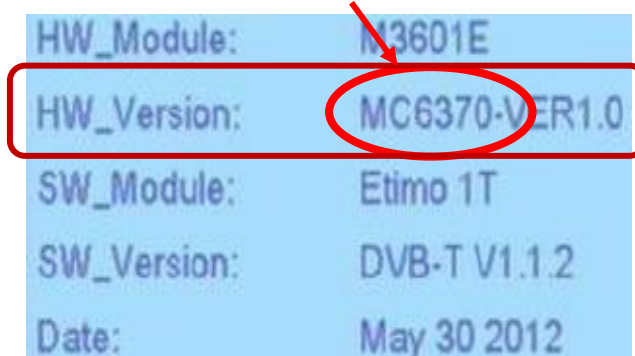 HW_Module: M3601E
HW_Version: MC6370-VER1.0
SW_Module: Etimo 1T
SW_Version: DVB-T V1.1.2
Date: May 30 2012